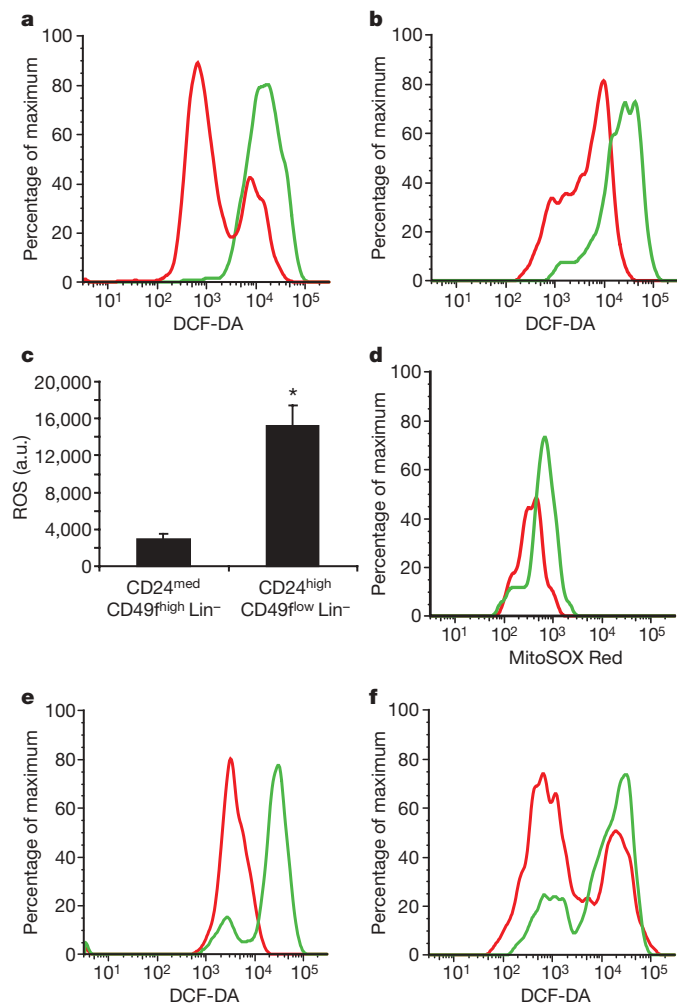 a
100
80
60
40
20
0
Percentage of maximum
10¹ 10² 10³ 10⁴ 10⁵
DCF-DA
b
100
80
60
40
20
0
Percentage of maximum
10¹ 10² 10³ 10⁴ 10⁵
DCF-DA
c
20,000
16,000
12,000
8,000
4,000
0
ROS (a.u.)
*
CD24ᵐᵉᵈ
CD49fʰⁱᵍʰ Lin⁻
CD24ʰⁱᵍʰ
CD49fˡᵒʷ Lin⁻
d
100
80
60
40
20
0
Percentage of maximum
10¹ 10² 10³ 10⁴ 10⁵
MitoSOX Red
e
100
80
60
40
20
0
Percentage of maximum
10¹ 10² 10³ 10⁴ 10⁵
DCF-DA
f
100
80
60
40
20
0
Percentage of maximum
10¹ 10² 10³ 10⁴ 10⁵
DCF-DA